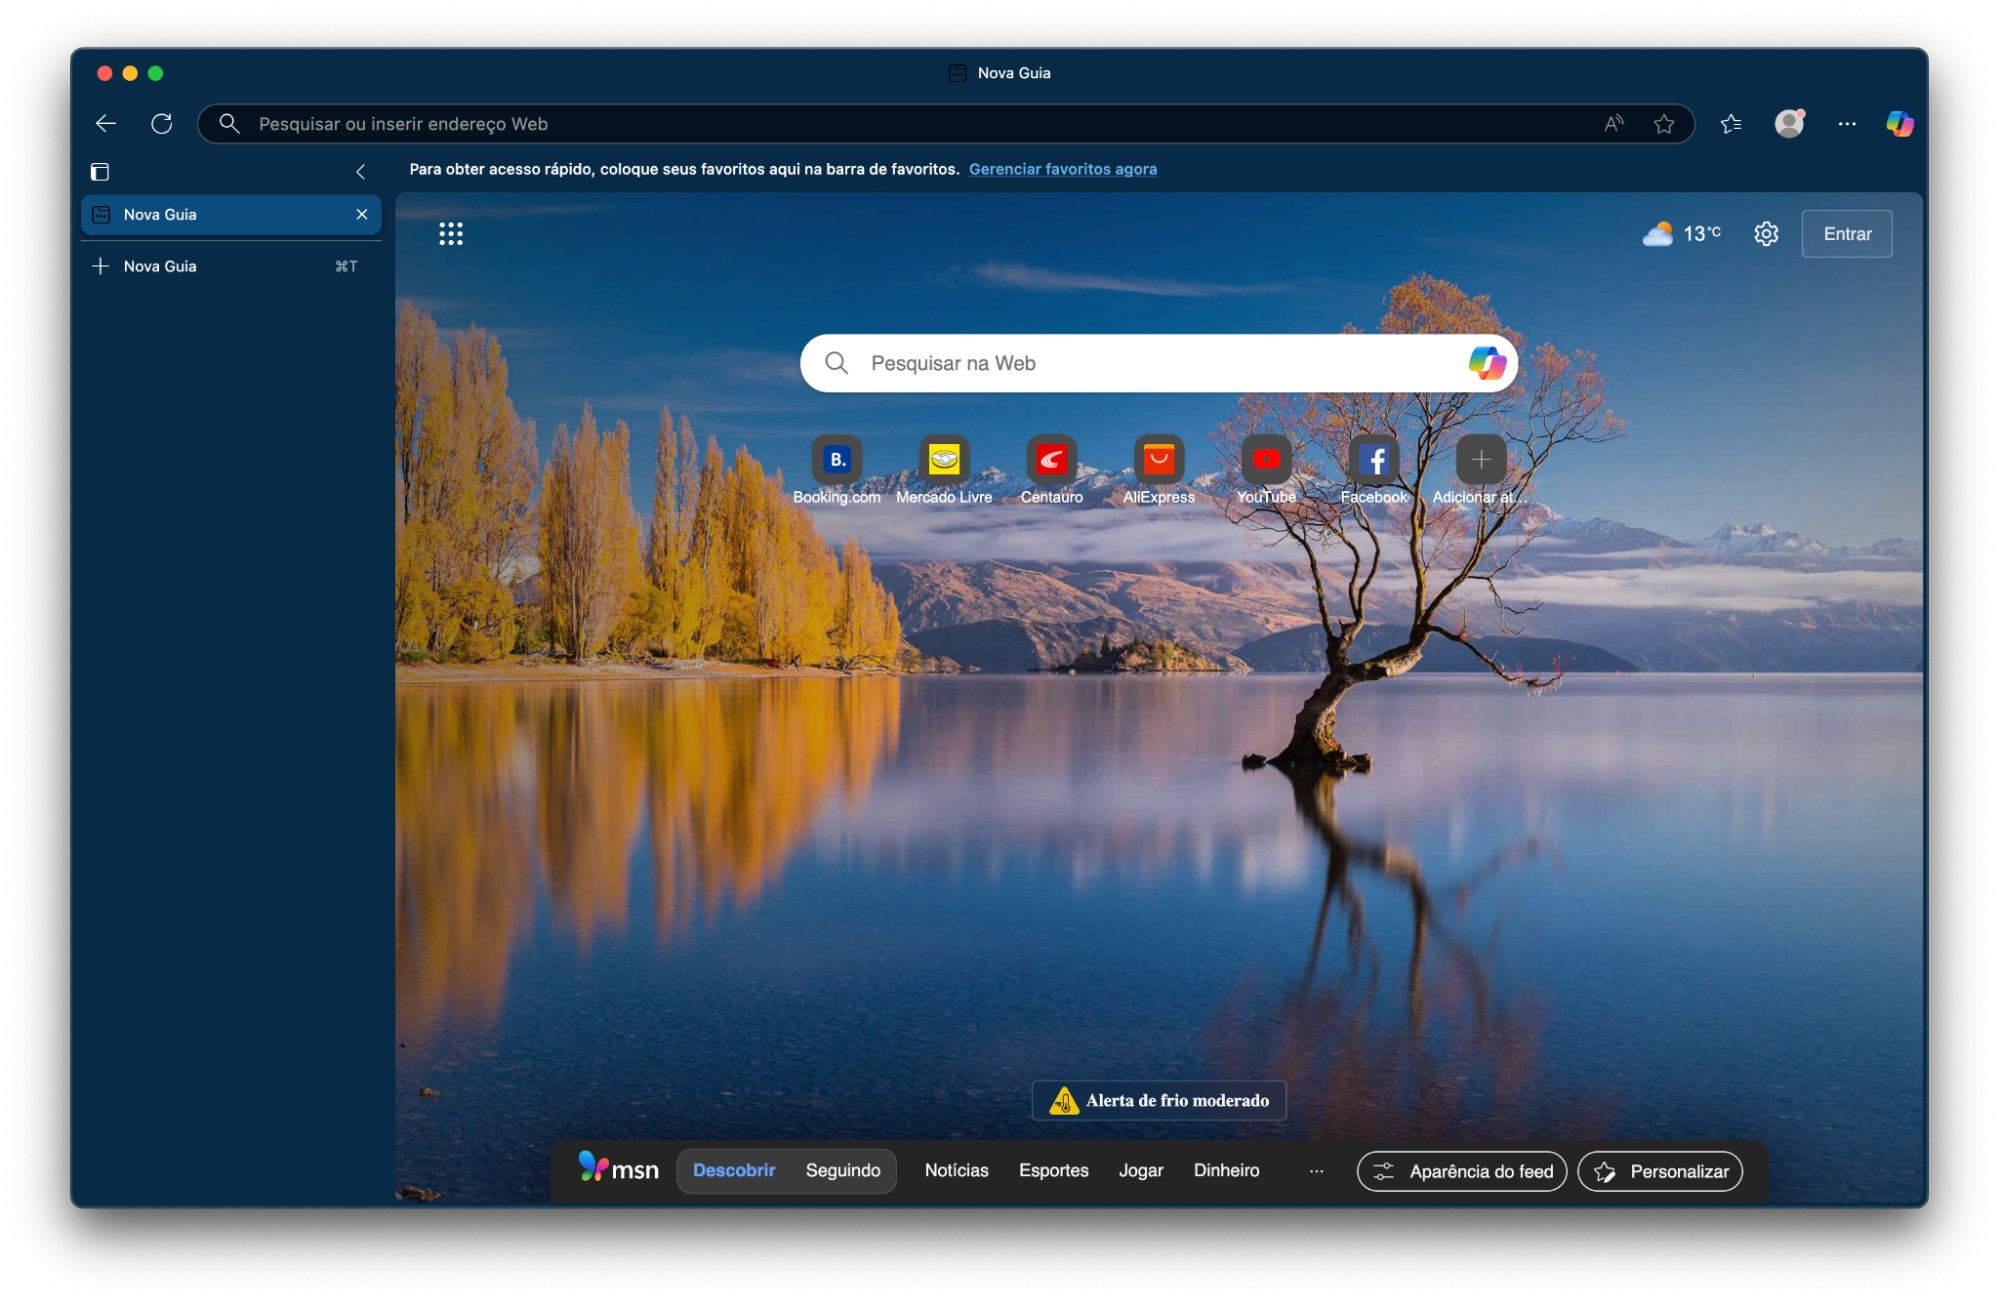 Nova Guia
Pesquisar ou inserir endereço Web
Para obter acesso rápido, coloque seus favoritos aqui na barra de favoritos. Gerenciar favoritos agora
Nova Guia
Nova Guia ⌘T
13°C
Entrar
Pesquisar na Web
B.
Booking.com Mercado Livre Centauro AliExpress YouTube Facebook Adicionar at...
Alerta de frio moderado
msn Descobrir Seguindo Notícias Esportes Jogar Dinheiro ... Aparência do feed Personalizar